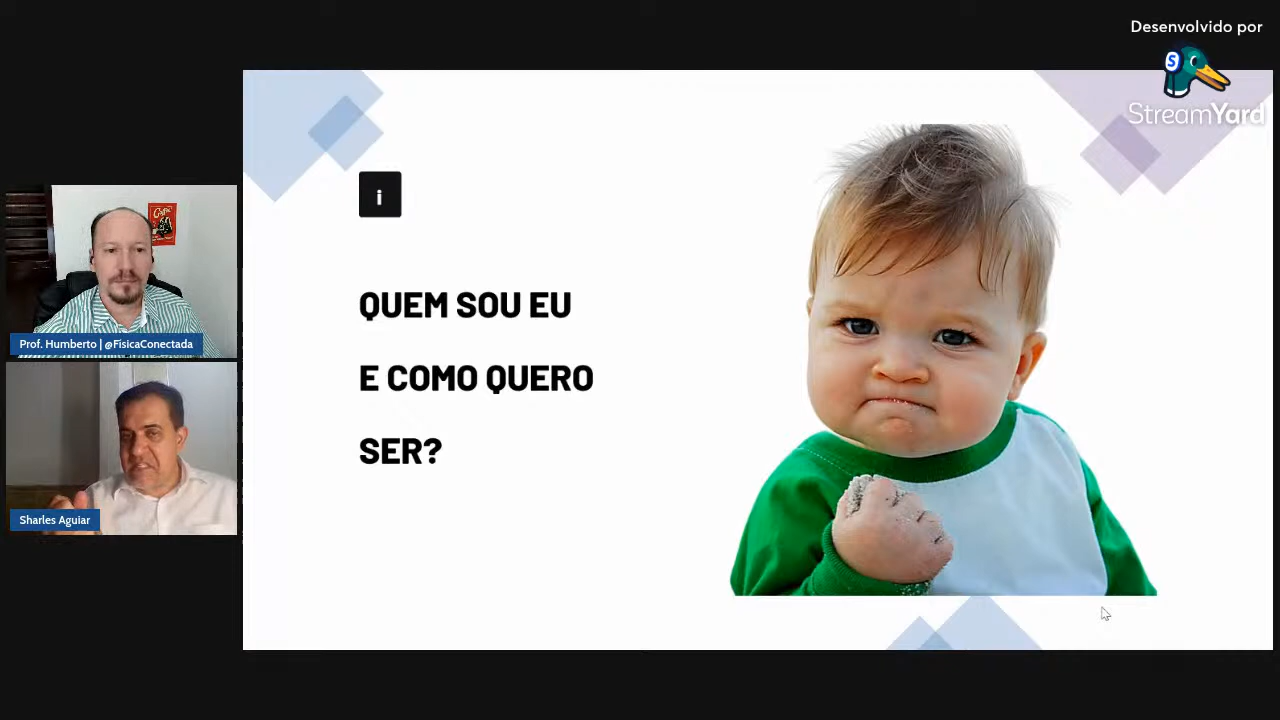 Desenvolvido por
S
StreamYard
i
QUEM SOU EU
E COMO QUERO
SER?
Prof. Humberto | @FisicaConectada
Sharles Aguiar